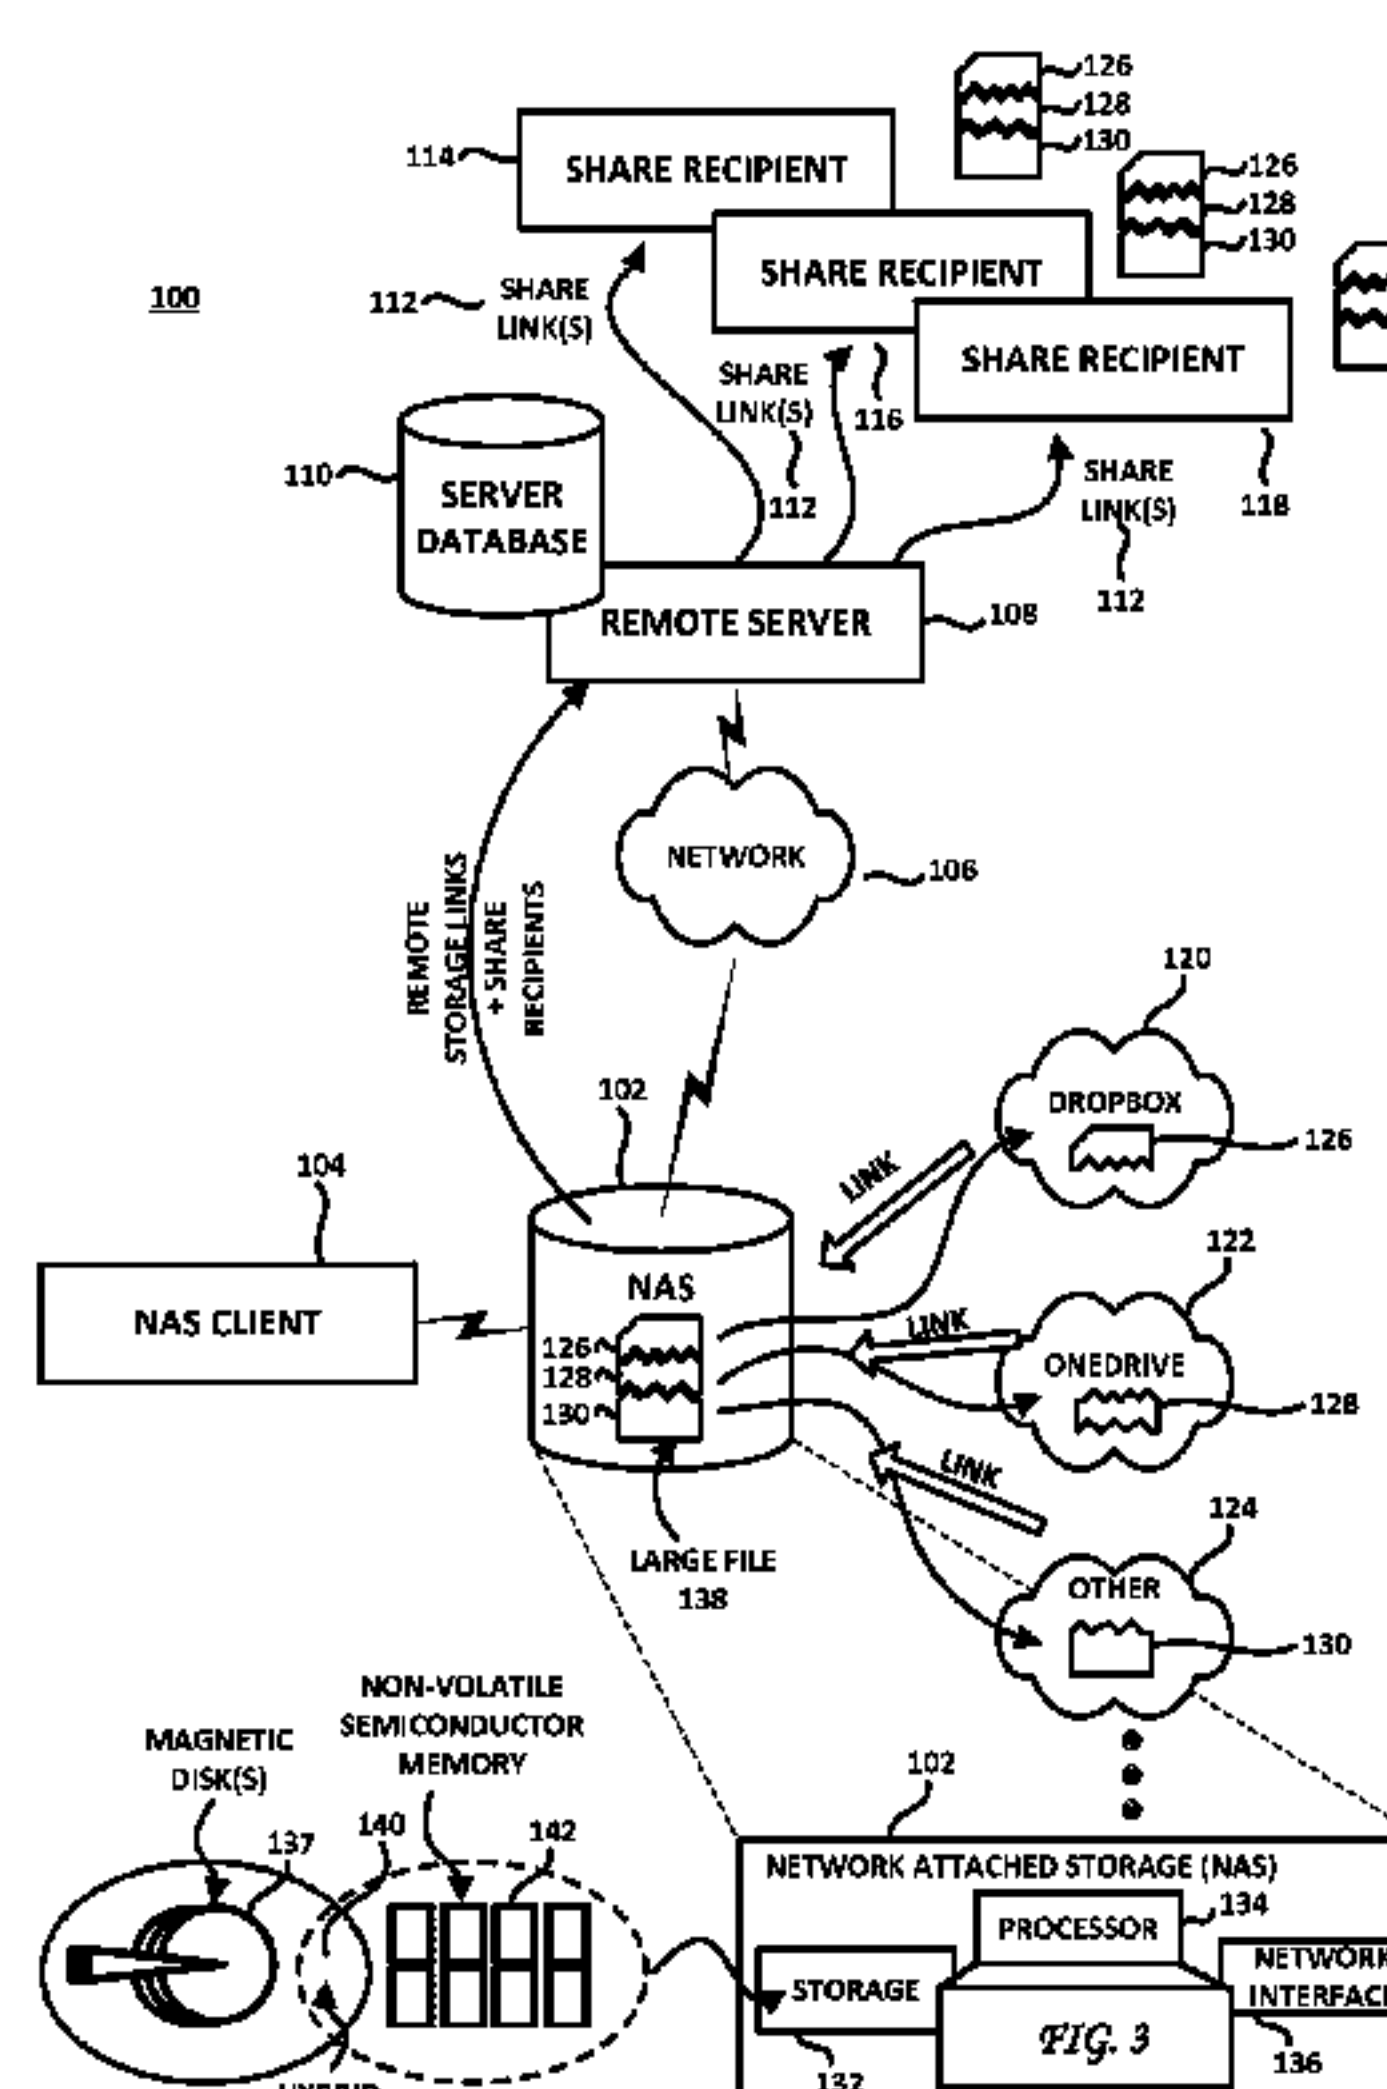 126
128
130
114
SHARE RECIPIENT
126
128
130
SHARE RECIPIENT
100
112
SHARE
LINK(S)
SHARE RECIPIENT
SHARE
LINK(S)
116
112
SHARE
LINK(S)
118
112
110
SERVER
DATABASE
REMOTE SERVER
108
NETWORK
106
REMOTE
STORAGE LINKS
+ SHARE
RECIPIENTS
120
DROPBOX
126
102
LINK
104
NAS CLIENT
NAS
126
128
130
122
LINK
ONEDRIVE
128
LINK
124
OTHER
130
LARGE FILE
138
NON-VOLATILE
SEMICONDUCTOR
MEMORY
MAGNETIC
DISK(S)
137
140
142
102
NETWORK ATTACHED STORAGE (NAS)
PROCESSOR
134
STORAGE
132
NETWORK
INTERFAC
136
FIG. 3
HYBRID